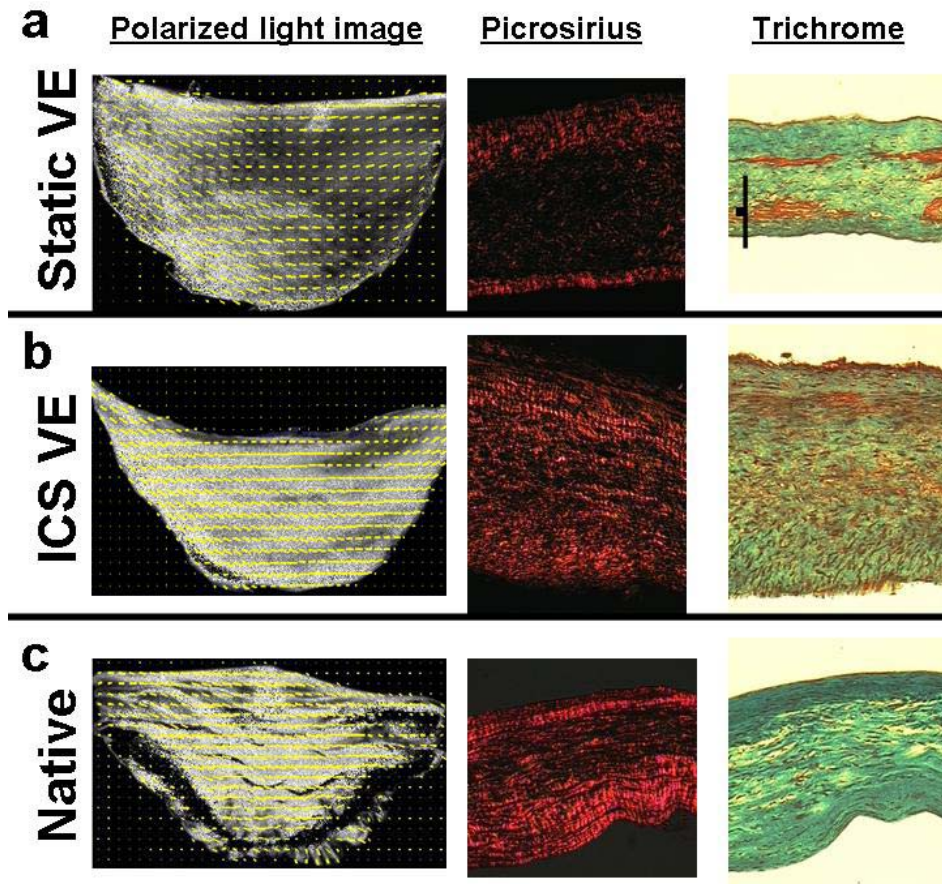 a
Polarized light image
Picrosirius
Trichrome
Static VE
b
ICS VE
c
Native